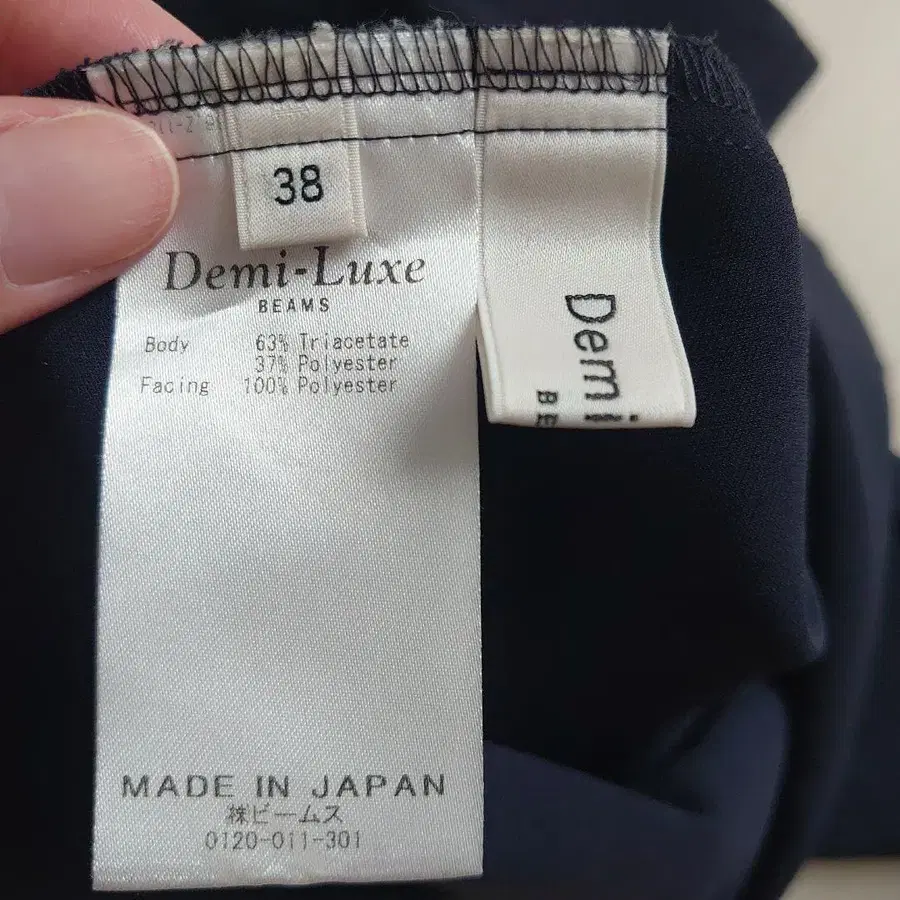 38
Demi-Luxe
BEAMS
Body 63% Triacetate
37% Polyester
Facing 100% Polyester
MADE IN JAPAN
㈱ビームス
0120-011-301
Demi
BE